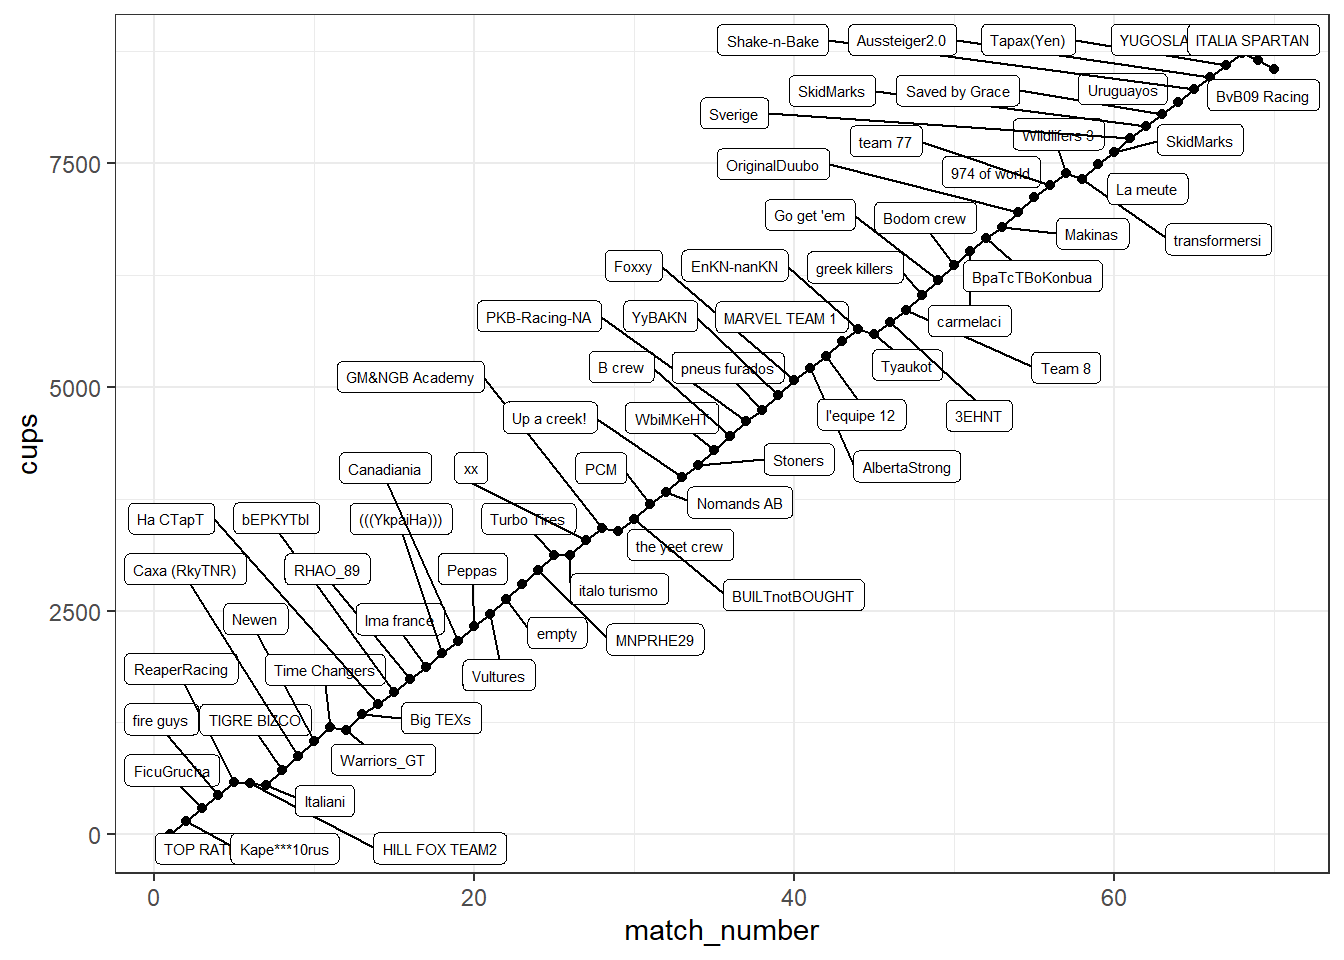 Shake-n-Bake
Aussteiger2.0
Tapax(Yen)
YUGOSLA
ITALIA SPARTAN
SkidMarks
Saved by Grace
Uruguayos
BvB09 Racing
Sverige
team 77
Wildlifers 3
SkidMarks
7500
OriginalDuubo
974 of world
La meute
Go get 'em
Bodom crew
Makinas
transformersi
Foxxy
EnKN-nanKN
greek killers
BpaTcTBoKonbua
PKB-Racing-NA
YyBAKN
MARVEL TEAM 1
carmelaci
GM&NGB Academy
B crew
pneus furados
Tyaukot
Team 8
5000
Up a creek!
WbiMKeHT
l'equipe 12
3EHNT
cups
Canadiania
xx
PCM
Stoners
AlbertaStrong
Nomands AB
Ha CTapT
bEPKYTbI
(((YkpaiHa)))
Turbo Tires
the yeet crew
Caxa (RkyTNR)
RHAO_89
Peppas
italo turismo
BUILTnotBOUGHT
2500
Newen
Ima france
empty
MNPRHE29
ReaperRacing
Time Changers
Vultures
fire guys
TIGRE BIZCO
Big TEXs
FicuGrucha
Warriors_GT
Italiani
0
TOP RAT
Kape***10rus
HILL FOX TEAM2
0
20
40
60
match_number